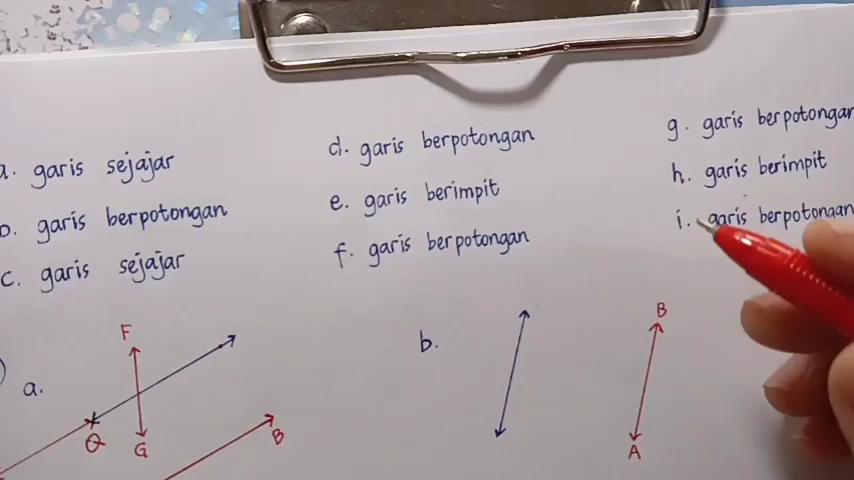 a. garis sejajar
b. garis berpotongan
c. garis sejajar
d. garis berpotongan
e. garis berimpit
f. garis berpotongan
g. garis berpotongan
h. garis berimpit
i. garis berpotongan
a.
F
Q
G
B
b.
B
A